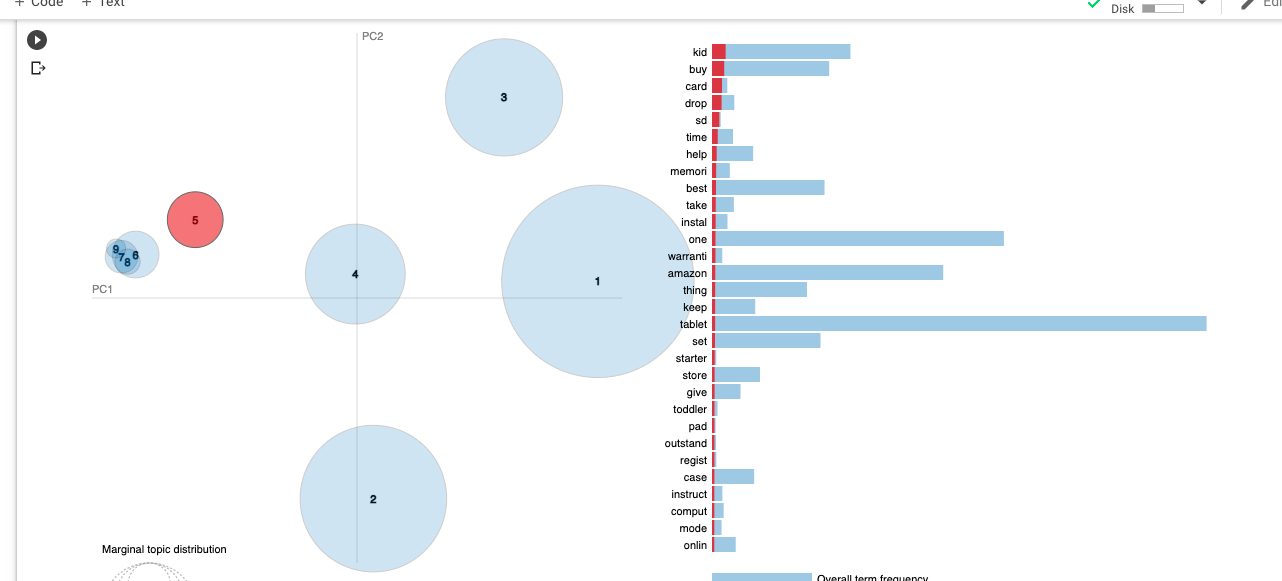 + Code + Text
Disk
PC2
3
5
9
7
8
6
4
1
PC1
2
Marginal topic distribution
kid
buy
card
drop
sd
time
help
memori
best
take
instal
one
warranti
amazon
thing
keep
tablet
set
starter
store
give
toddler
pad
outstand
regist
case
instruct
comput
mode
onlin
Overall term frequency